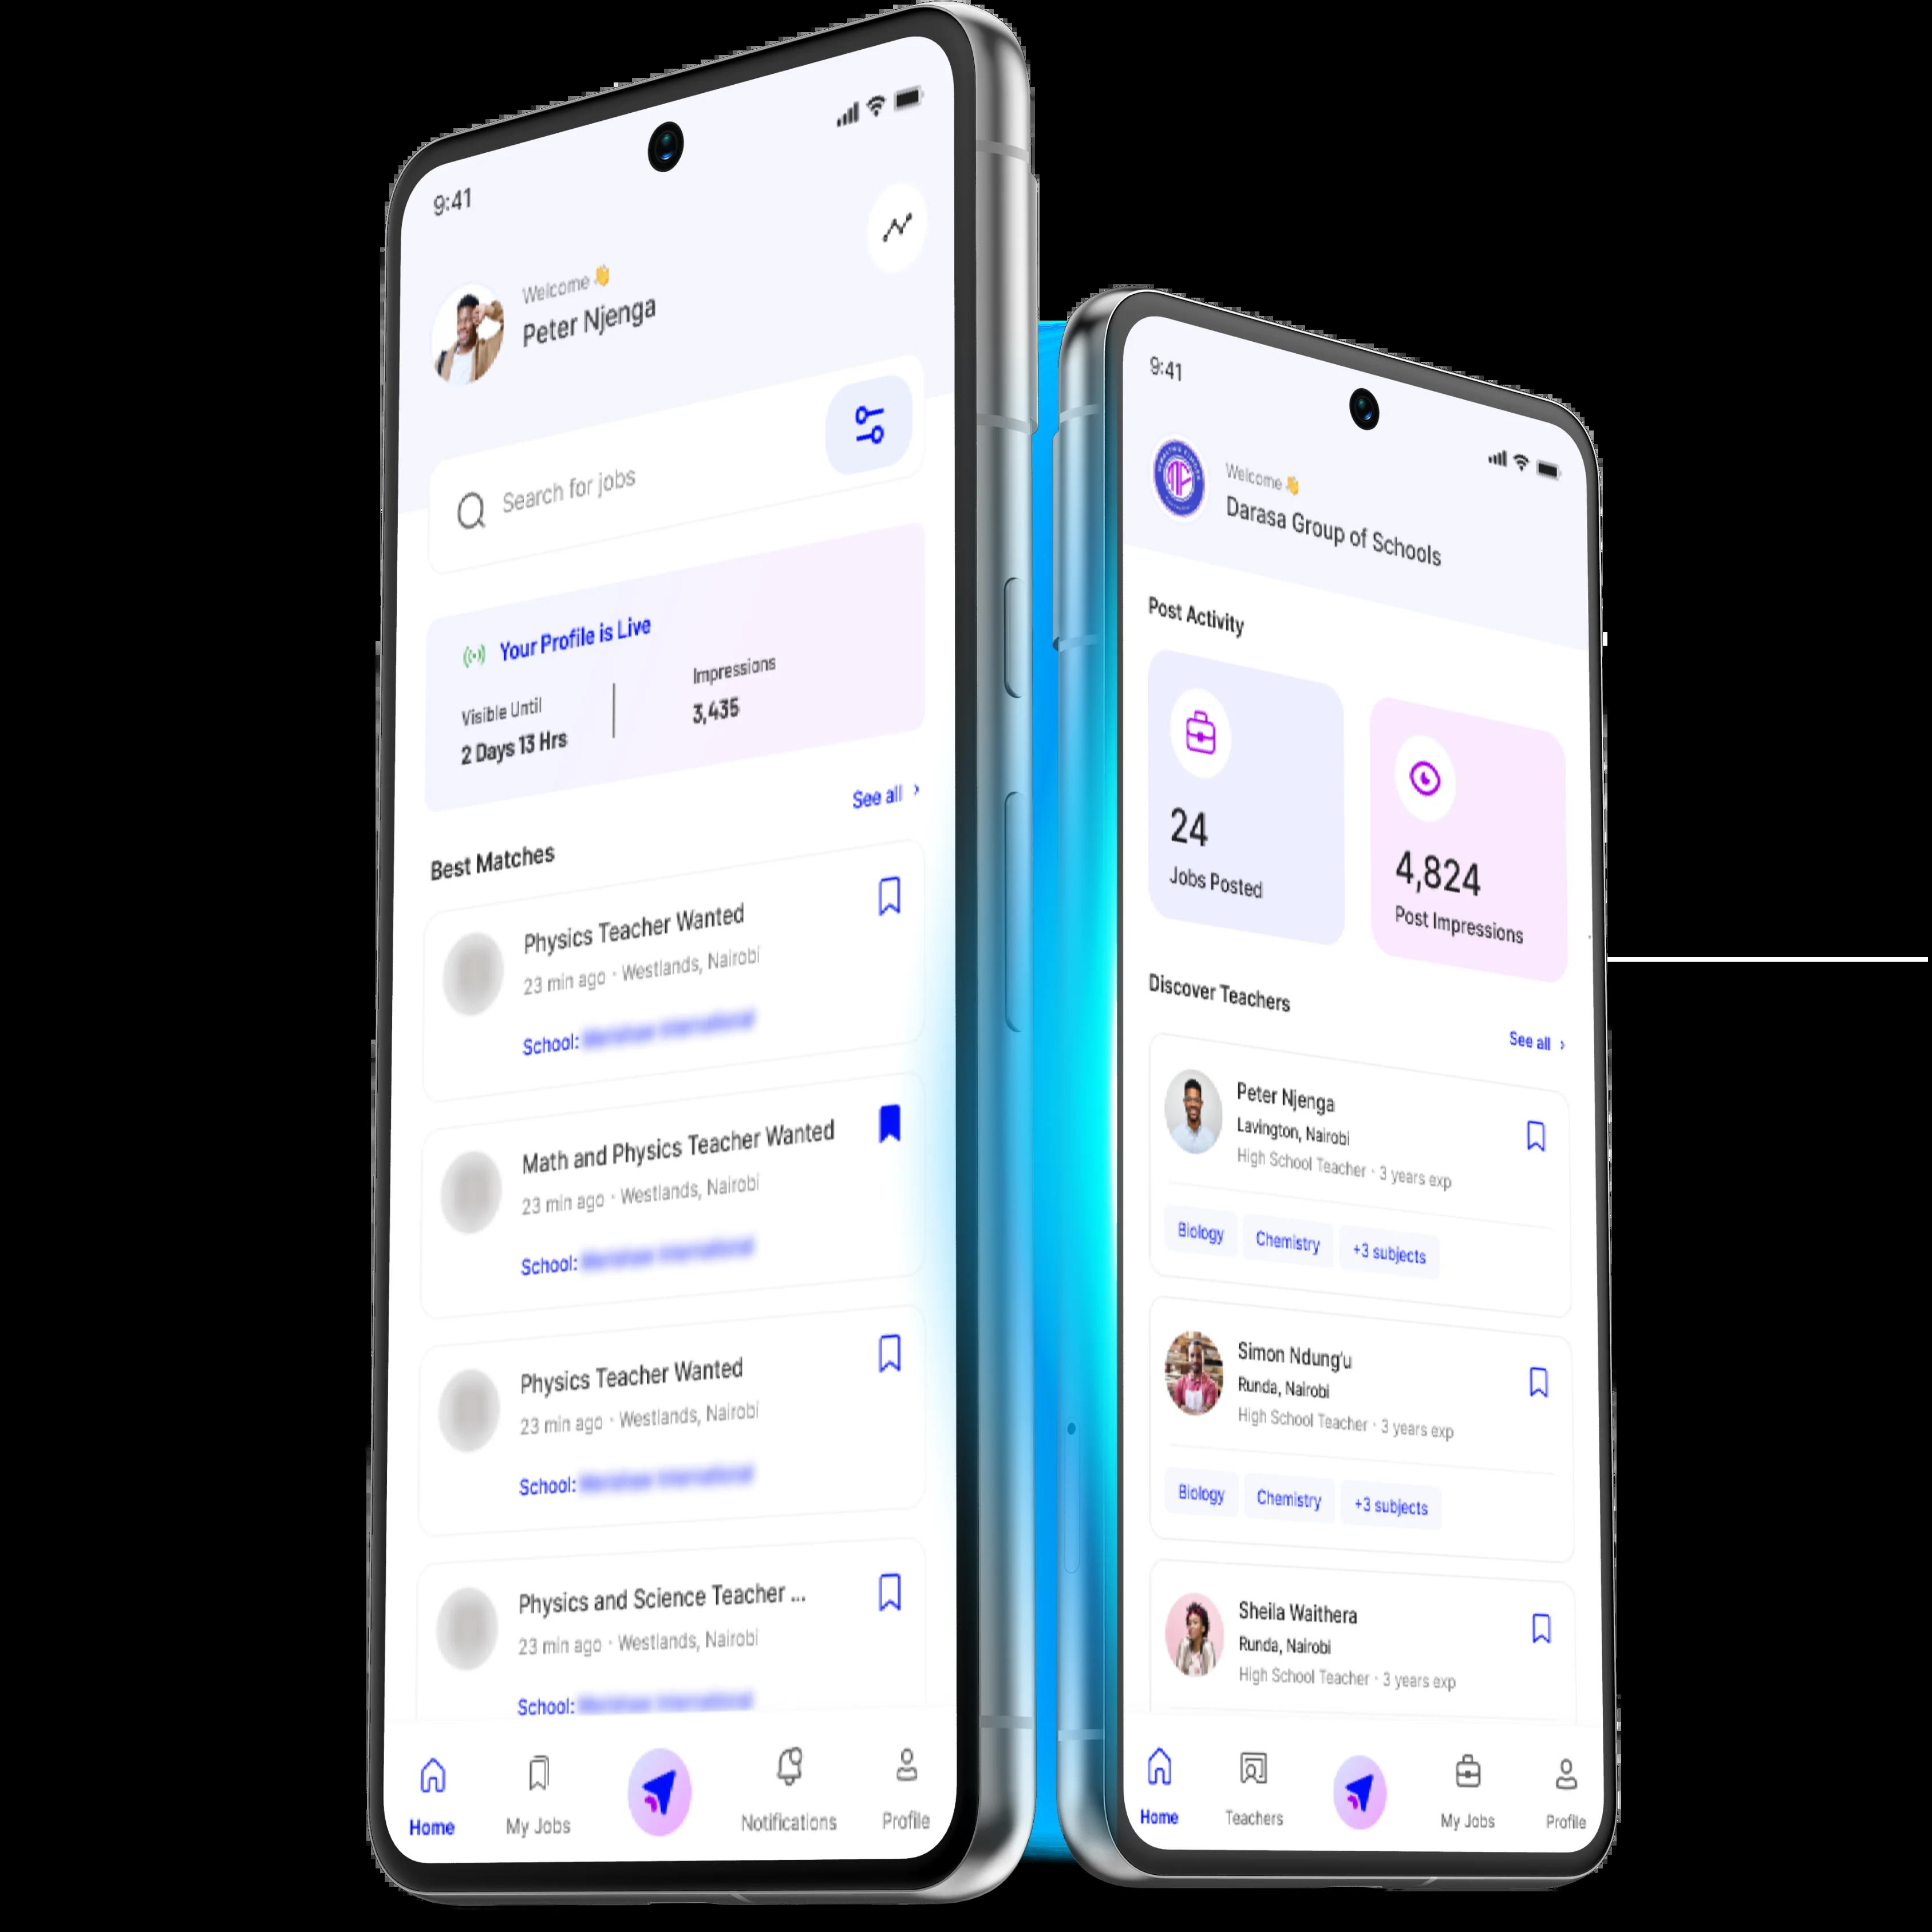 9:41
Welcome 👋
Peter Njenga
Search for jobs
Your Profile is Live
Visible Until
2 Days 13 Hrs
Impressions
3,435
See all
Best Matches
Physics Teacher Wanted
23 min ago · Westlands, Nairobi
School:
Math and Physics Teacher Wanted
23 min ago · Westlands, Nairobi
School:
Physics Teacher Wanted
23 min ago · Westlands, Nairobi
School:
Physics and Science Teacher ...
23 min ago · Westlands, Nairobi
School:
Home
My Jobs
Notifications
Profile
9:41
Welcome 👋
Darasa Group of Schools
Post Activity
24
Jobs Posted
4,824
Post Impressions
Discover Teachers
See all
Peter Njenga
Lavington, Nairobi
High School Teacher · 3 years exp
Biology Chemistry +3 subjects
Simon Ndung'u
Runda, Nairobi
High School Teacher · 3 years exp
Biology Chemistry +3 subjects
Sheila Waithera
Runda, Nairobi
High School Teacher · 3 years exp
Home
Teachers
My Jobs
Profile